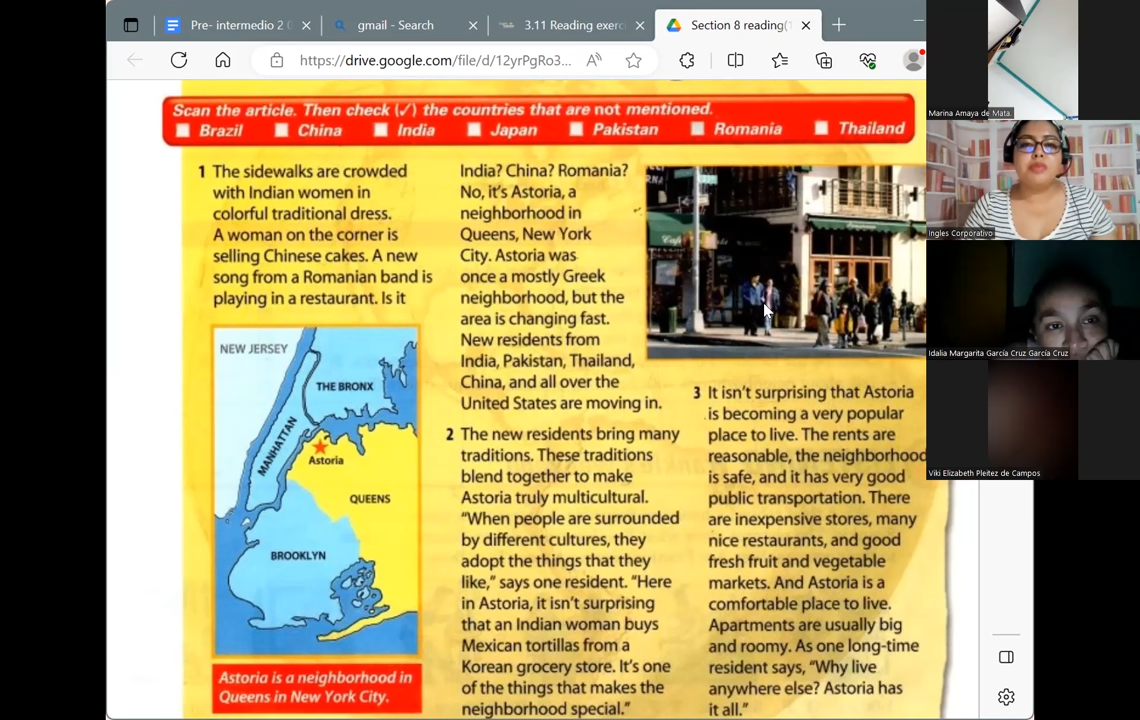 Pre- intermedio 2 (
gmail - Search
3.11 Reading exerc
Section 8 reading(
https://drive.google.com/file/d/12yrPgRo3...
Scan the article. Then check (✓) the countries that are not mentioned.
Brazil China India Japan Pakistan Romania Thailand
1 The sidewalks are crowded
with Indian women in
colorful traditional dress.
A woman on the corner is
selling Chinese cakes. A new
song from a Romanian band is
playing in a restaurant. Is it
NEW JERSEY
THE BRONX
MANHATTAN
Astoria
QUEENS
BROOKLYN
Astoria is a neighborhood in
Queens in New York City.
India? China? Romania?
No, it's Astoria, a
neighborhood in
Queens, New York
City. Astoria was
once a mostly Greek
neighborhood, but the
area is changing fast.
New residents from
India, Pakistan, Thailand,
China, and all over the
United States are moving in.
2 The new residents bring many
traditions. These traditions
blend together to make
Astoria truly multicultural.
"When people are surrounded
by different cultures, they
adopt the things that they
like," says one resident. "Here
in Astoria, it isn't surprising
that an Indian woman buys
Mexican tortillas from a
Korean grocery store. It's one
of the things that makes the
neighborhood special."
3 It isn't surprising that Astoria
is becoming a very popular
place to live. The rents are
reasonable, the neighborhood
is safe, and it has very good
public transportation. There
are inexpensive stores, many
nice restaurants, and good
fresh fruit and vegetable
markets. And Astoria is a
comfortable place to live.
Apartments are usually big
and roomy. As one long-time
resident says, "Why live
anywhere else? Astoria has
it all."
Marina Amaya de Mata.
Ingles Corporativo
Idalia Margarita García Cruz García Cruz
Viki Elizabeth Pleitez de Campos